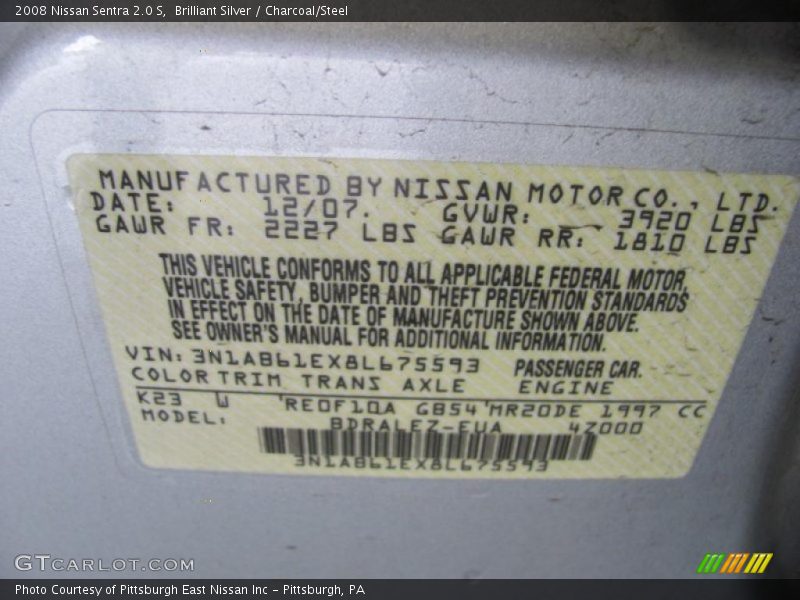 2008 Nissan Sentra 2.0 S, Brilliant Silver / Charcoal/Steel
MANUFACTURED BY NISSAN MOTOR CO., LTD.
DATE: 12/07. GVWR: 3920 LBS
GAWR FR: 2227 LBS GAWR RR: 1810 LBS
THIS VEHICLE CONFORMS TO ALL APPLICABLE FEDERAL MOTOR
VEHICLE SAFETY, BUMPER AND THEFT PREVENTION STANDARDS
IN EFFECT ON THE DATE OF MANUFACTURE SHOWN ABOVE.
SEE OWNER'S MANUAL FOR ADDITIONAL INFORMATION.
VIN: 3N1AB61EX8L675593 PASSENGER CAR.
COLOR TRIM TRANS AXLE ENGINE
K23 W RE0F10A GB54 MR20DE 1997 CC
MODEL: BDRALEZ-EUA 4Z000
3N1AB61EX8L675593
GTCARLOT.COM
Photo Courtesy of Pittsburgh East Nissan Inc - Pittsburgh, PA